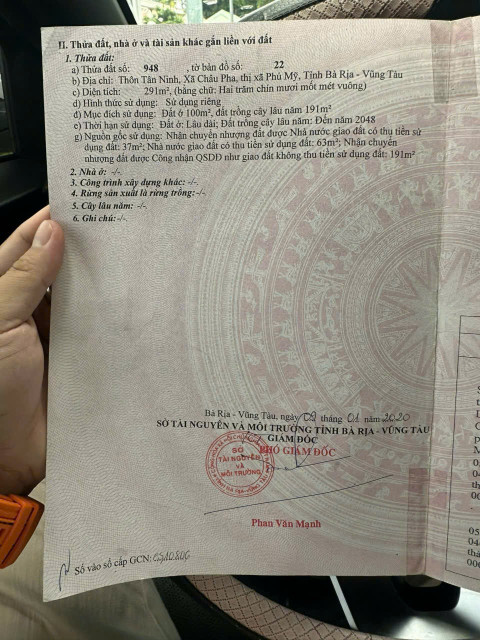 II. Thửa đất, nhà ở và tài sản khác gắn liền với đất
1. Thửa đất:
a) Thửa đất số: 948 , tờ bản đồ số: 22
b) Địa chỉ: Thôn Tân Ninh, Xã Châu Pha, thị xã Phú Mỹ, Tỉnh Bà Rịa - Vũng Tàu
c) Diện tích: 291m², (bằng chữ: Hai trăm chín mươi mốt mét vuông)
d) Hình thức sử dụng: Sử dụng riêng
đ) Mục đích sử dụng: Đất ở 100m², đất trồng cây lâu năm 191m²
e) Thời hạn sử dụng: Đất ở: Lâu dài; Đất trồng cây lâu năm: Đến năm 2048
g) Nguồn gốc sử dụng: Nhận chuyển nhượng đất được Nhà nước giao đất có thu tiền sử
dụng đất: 37m²; Nhà nước giao đất có thu tiền sử dụng đất: 63m²; Nhận chuyển
nhượng đất được Công nhận QSDĐ như giao đất không thu tiền sử dụng đất: 191m²
2. Nhà ở: -/-.
3. Công trình xây dựng khác: -/-.
4. Rừng sản xuất là rừng trồng: -/-.
5. Cây lâu năm: -/-.
6. Ghi chú: -/-.
Bà Rịa - Vũng Tàu, ngày 09 tháng 01 năm 2020
SỞ TÀI NGUYÊN VÀ MÔI TRƯỜNG TỈNH BÀ RỊA - VŨNG TÀU
GIÁM ĐỐC
PHÓ GIÁM ĐỐC
SỞ
TÀI NGUYÊN
VÀ
MÔI TRƯỜNG
Phan Văn Mạnh
Số vào sổ cấp GCN: